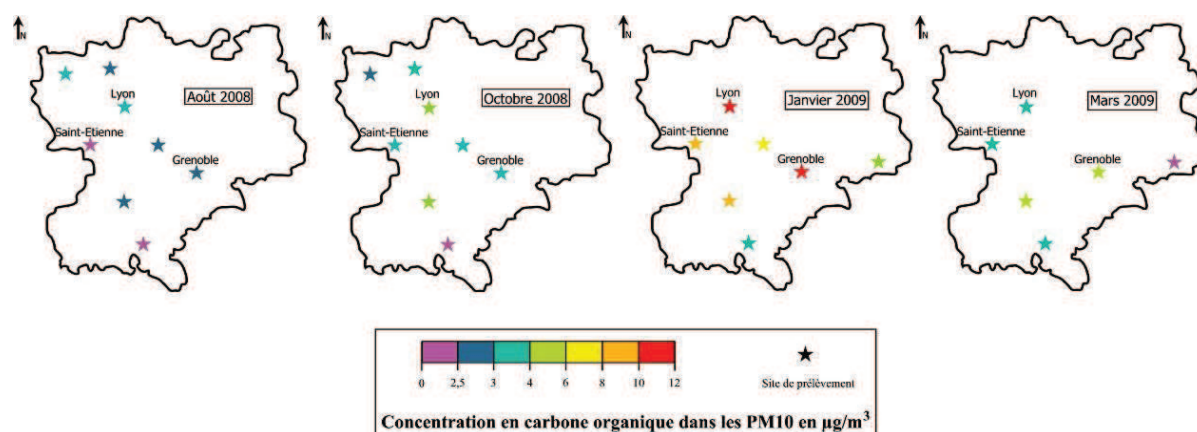 N
Lyon
Août 2008
Saint-Etienne
Grenoble
N
Lyon
Octobre 2008
Saint-Etienne
Grenoble
N
Lyon
Janvier 2009
Saint-Etienne
Grenoble
N
Lyon
Mars 2009
Saint-Etienne
Grenoble
0 2,5 3 4 6 8 10 12
Site de prélèvement
Concentration en carbone organique dans les PM10 en µg/m³